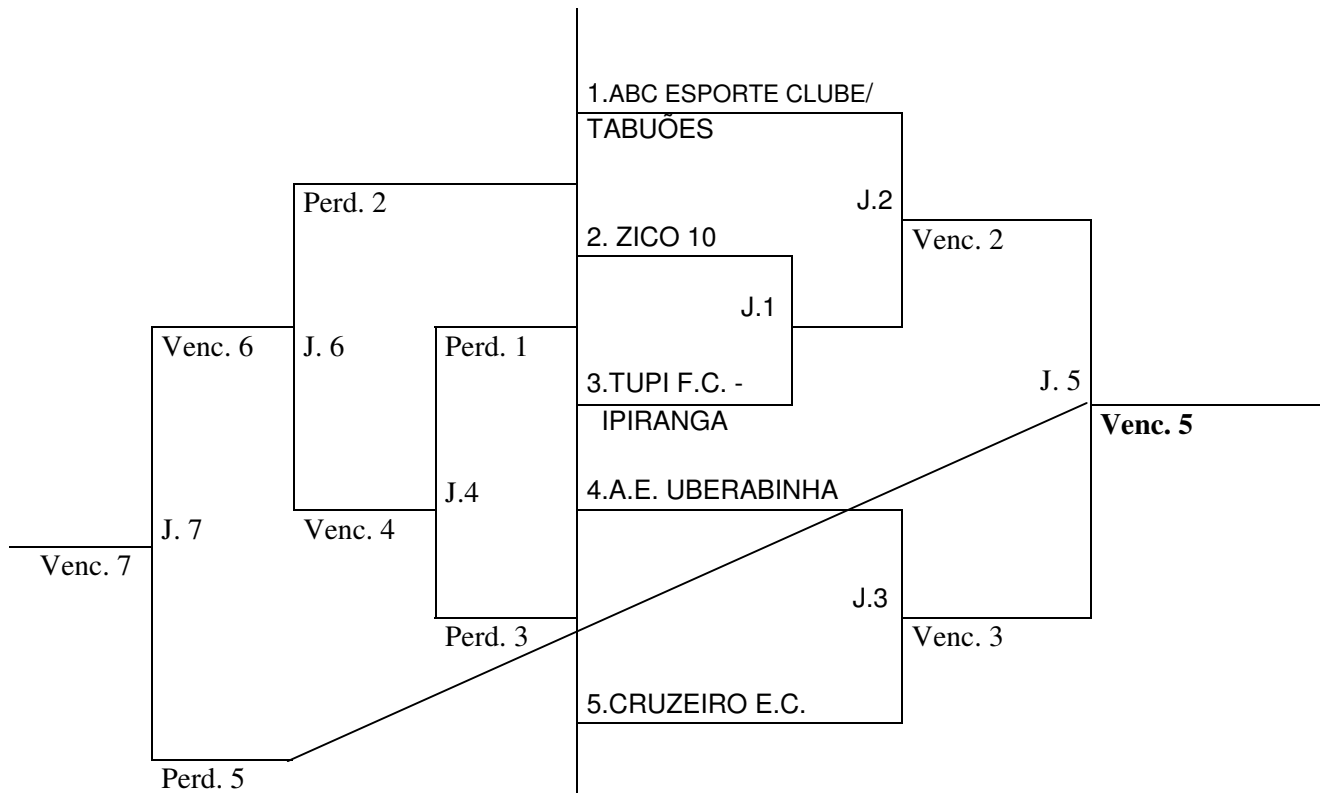 1.ABC ESPORTE CLUBE/
TABUÕES
Perd. 2
J.2
2. ZICO 10
Venc. 2
J.1
Venc. 6
J. 6
Perd. 1
3.TUPI F.C. -
IPIRANGA
J. 5
Venc. 5
4.A.E. UBERABINHA
J.4
J. 7
Venc. 4
Venc. 7
J.3
Perd. 3
Venc. 3
5.CRUZEIRO E.C.
Perd. 5